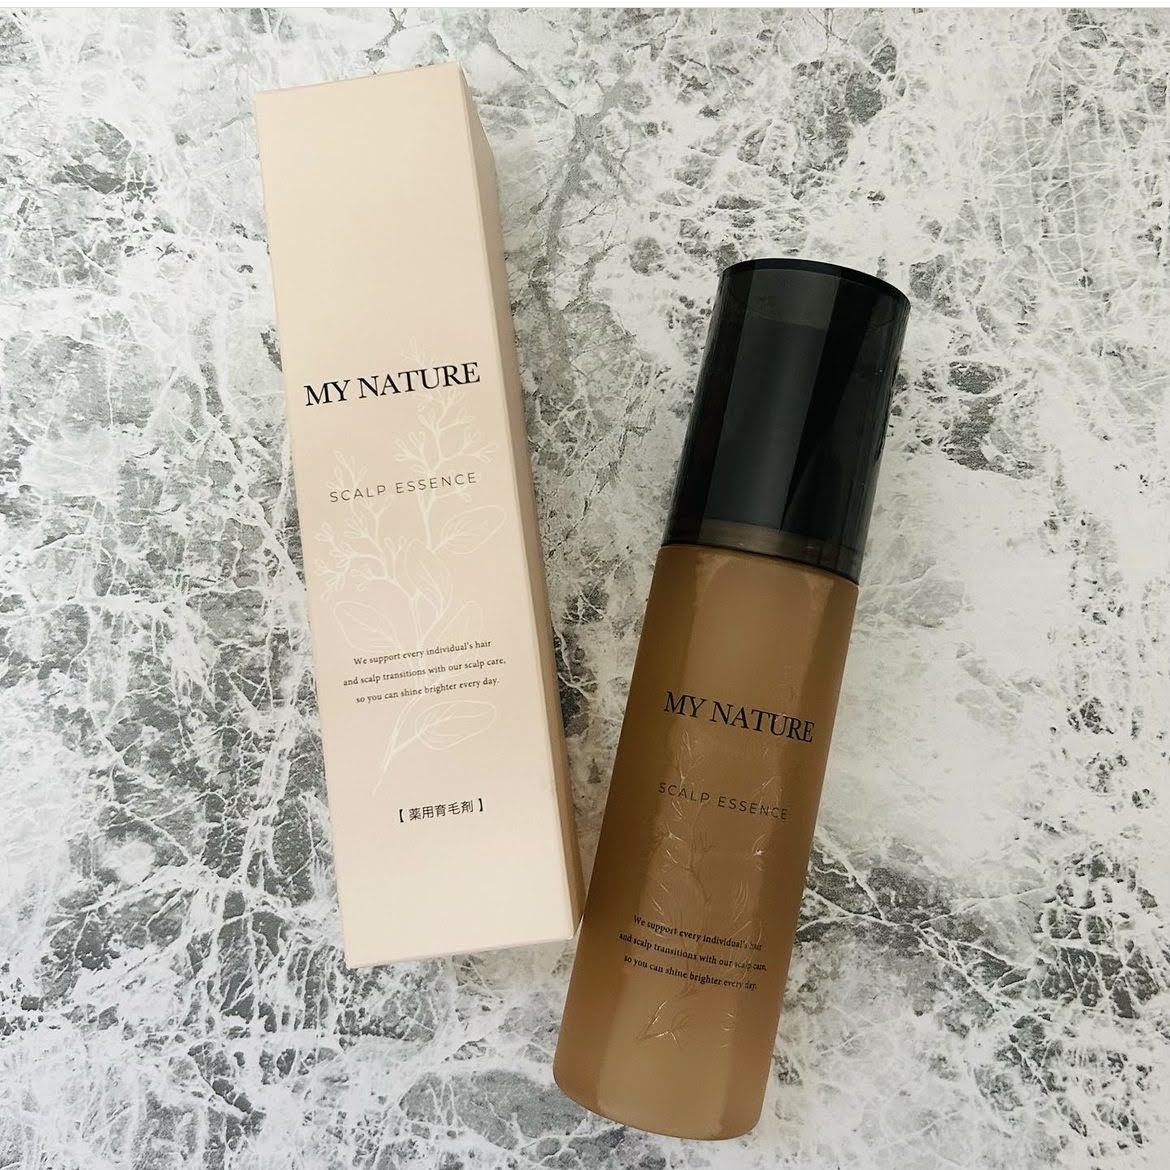 MY NATURE
SCALP ESSENCE
We support every individual's hair
and scalp transitions with our scalp care,
so you can shine brighter every day.
【薬用育毛剤】
MY NATURE
SCALP ESSENCE
We support every individual's hair
and scalp transitions with our scalp care,
so you can shine brighter every day.